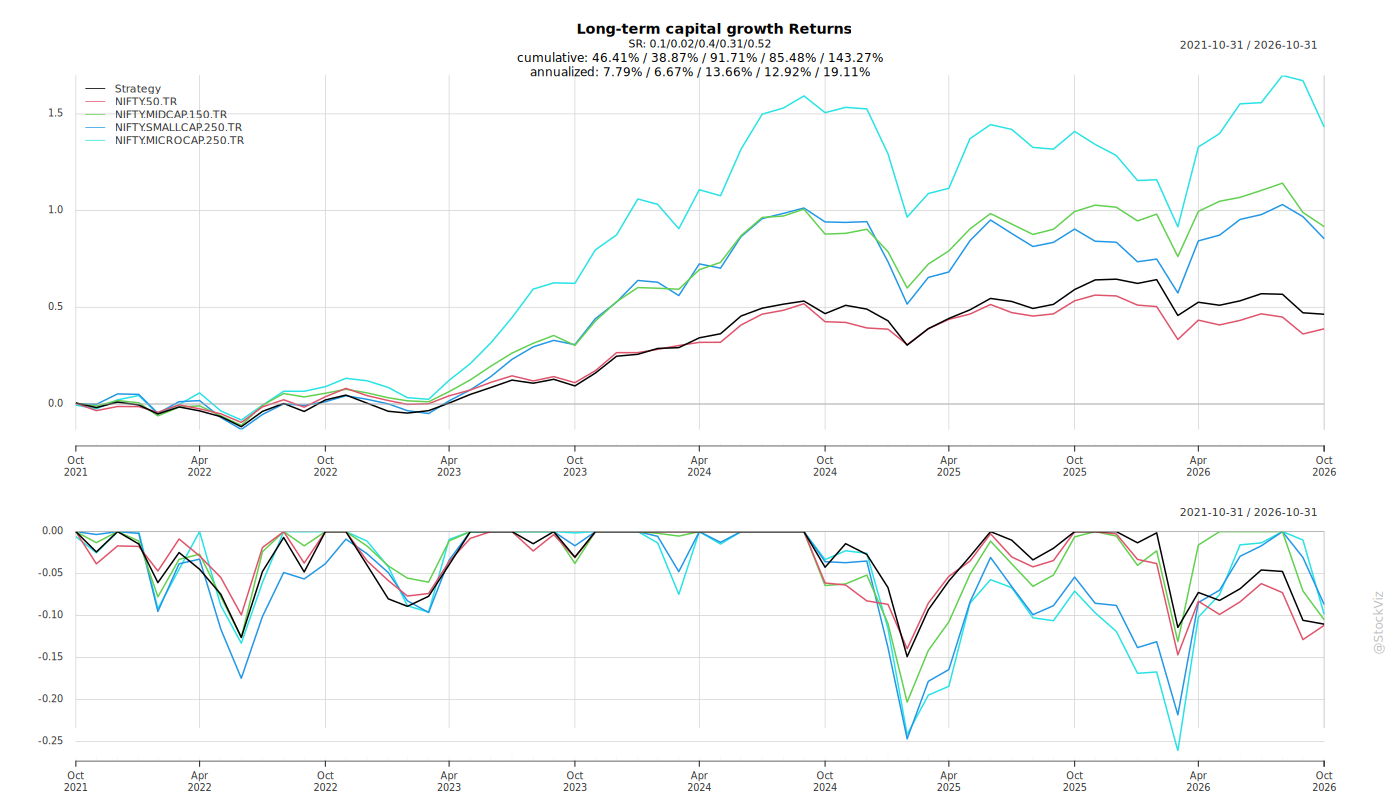 Long-term capital growth Returns
SR: 0.1/0.02/0.4/0.31/0.52
cumulative: 46.41% / 38.87% / 91.71% / 85.48% / 143.27%
annualized: 7.79% / 6.67% / 13.66% / 12.92% / 19.11%
2021-10-31 / 2026-10-31
Strategy
NIFTY.50.TR
NIFTY.MIDCAP.150.TR
NIFTY.SMALLCAP.250.TR
NIFTY.MICROCAP.250.TR
1.5
1.0
0.5
0.0
Oct Apr Oct Apr Oct Apr Oct Apr Oct Apr Oct
2021 2022 2022 2023 2023 2024 2024 2025 2025 2026 2026
2021-10-31 / 2026-10-31
0.00
-0.05
-0.10
-0.15
-0.20
-0.25
Oct Apr Oct Apr Oct Apr Oct Apr Oct Apr Oct
2021 2022 2022 2023 2023 2024 2024 2025 2025 2026 2026
@StockViz